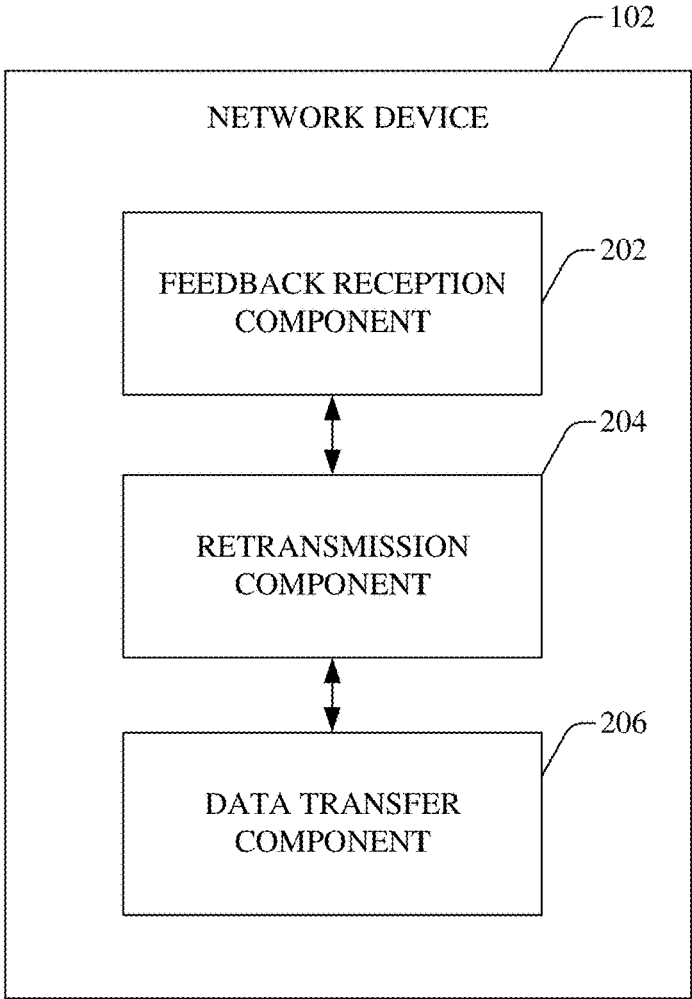 102
NETWORK DEVICE
FEEDBACK RECEPTION
COMPONENT
202
204
RETRANSMISSION
COMPONENT
206
DATA TRANSFER
COMPONENT